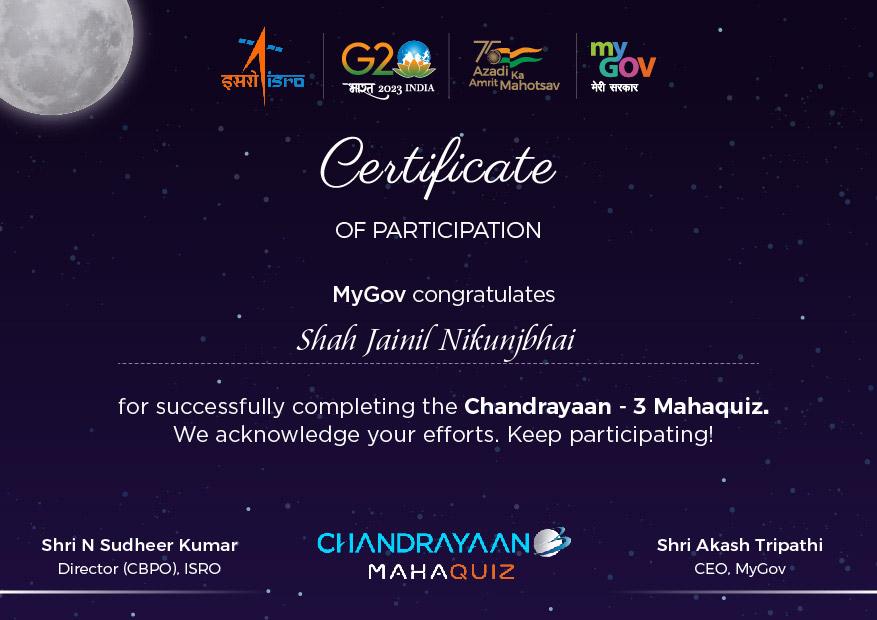 इसरो isro
G20
भारत 2023 INDIA
75
Azadi Ka
Amrit Mahotsav
my
GOV
मेरी सरकार
Certificate
OF PARTICIPATION
MyGov congratulates
Shah Jainil Nikunjbhai
for successfully completing the Chandrayaan - 3 Mahaquiz.
We acknowledge your efforts. Keep participating!
Shri N Sudheer Kumar
Director (CBPO), ISRO
CHANDRAYAAN
MAHAQUIZ
Shri Akash Tripathi
CEO, MyGov